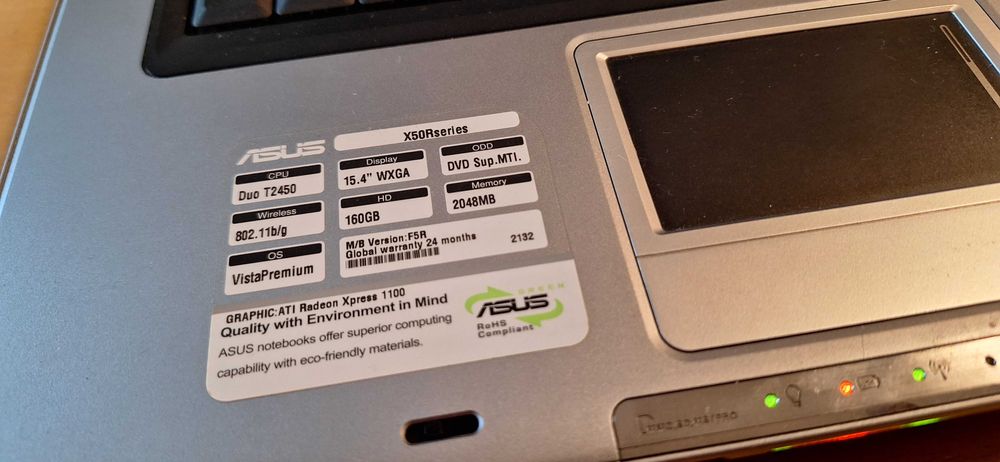 ASUS
X50Rseries
CPU
Duo T2450
Display
15.4" WXGA
ODD
DVD Sup.MTI.
Wireless
802.11b/g
HD
160GB
Memory
2048MB
OS
VistaPremium
M/B Version:F5R
Global warranty 24 months
2132
GRAPHIC:ATI Radeon Xpress 1100
Quality with Environment in Mind
ASUS notebooks offer superior computing
capability with eco-friendly materials.
GREEN
ASUS
RoHS
Compliant